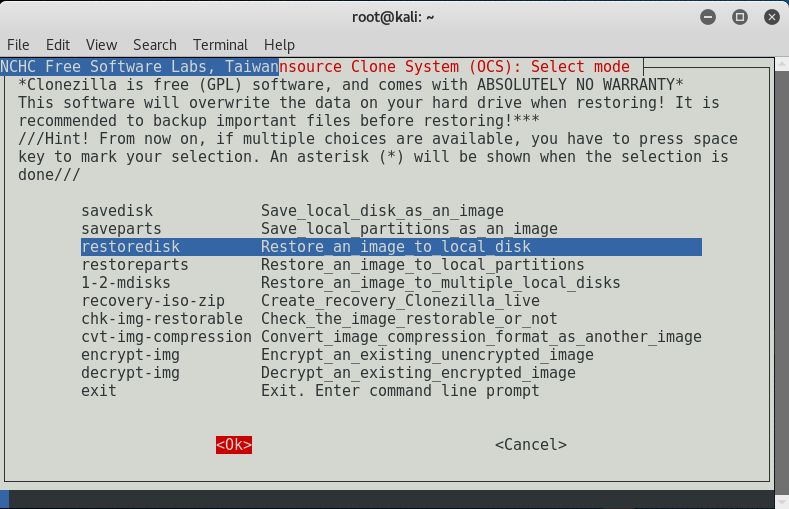 root@kali: ~
File Edit View Search Terminal Help
NCHC Free Software Labs, Taiwannsource Clone System (OCS): Select mode
*Clonezilla is free (GPL) software, and comes with ABSOLUTELY NO WARRANTY*
This software will overwrite the data on your hard drive when restoring! It is
recommended to backup important files before restoring!***
///Hint! From now on, if multiple choices are available, you have to press space
key to mark your selection. An asterisk (*) will be shown when the selection is
done///
savedisk Save_local_disk_as_an_image
saveparts Save_local_partitions_as_an_image
restoredisk Restore_an_image_to_local_disk
restoreparts Restore_an_image_to_local_partitions
1-2-mdisks Restore_an_image_to_multiple_local_disks
recovery-iso-zip Create_recovery_Clonezilla_live
chk-img-restorable Check_the_image_restorable_or_not
cvt-img-compression Convert_image_compression_format_as_another_image
encrypt-img Encrypt_an_existing_unencrypted_image
decrypt-img Decrypt_an_existing_encrypted_image
exit Exit. Enter command line prompt
<Ok> <Cancel>